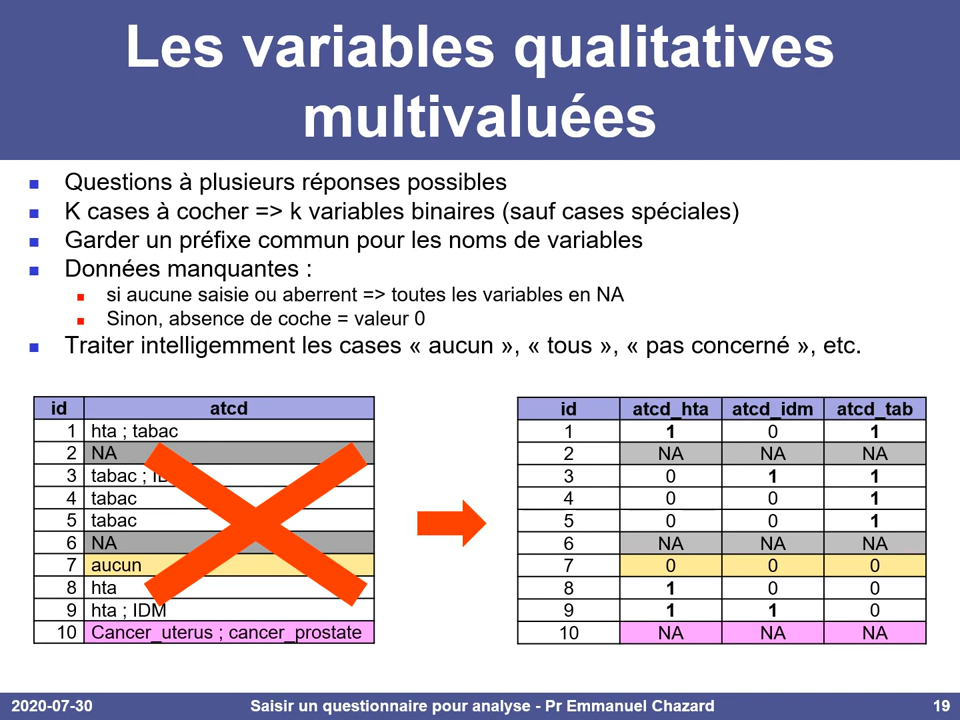 Les variables qualitatives
multivaluées
Questions à plusieurs réponses possibles
K cases à cocher => k variables binaires (sauf cases spéciales)
Garder un préfixe commun pour les noms de variables
Données manquantes :
si aucune saisie ou aberrent => toutes les variables en NA
Sinon, absence de coche = valeur 0
Traiter intelligemment les cases « aucun », « tous », « pas concerné », etc.
id atcd
1 hta ; tabac
2 NA
3 tabac ;
4 tabac
5 tabac
6 NA
7 aucun
8 hta
9 hta ; IDM
10 Cancer_uterus ; cancer_prostate
id atcd_hta atcd_idm atcd_tab
1 1 0 1
2 NA NA NA
3 0 1 1
4 0 0 1
5 0 0 1
6 NA NA NA
7 0 0 0
8 1 0 0
9 1 1 0
10 NA NA NA
2020-07-30 Saisir un questionnaire pour analyse - Pr Emmanuel Chazard 19